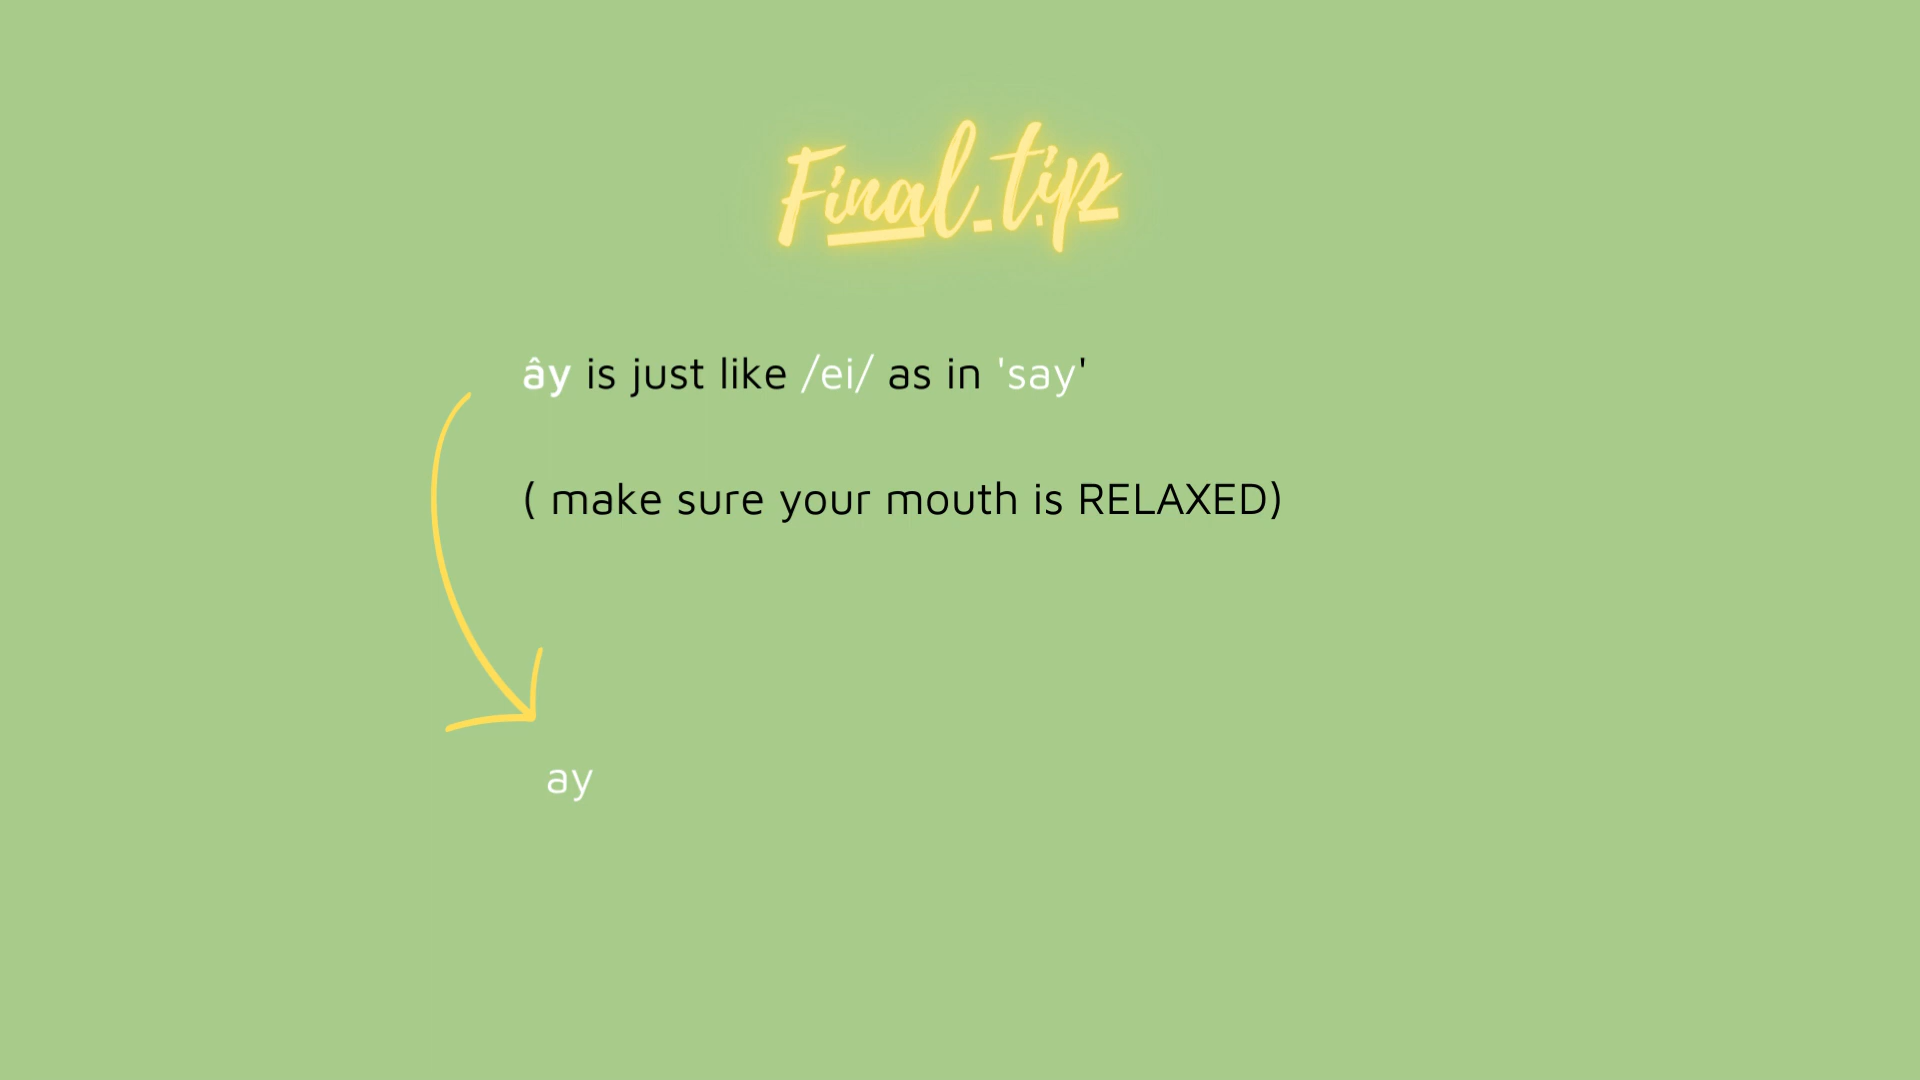 Final tip
ây is just like /ei/ as in 'say'
( make sure your mouth is RELAXED)
ay